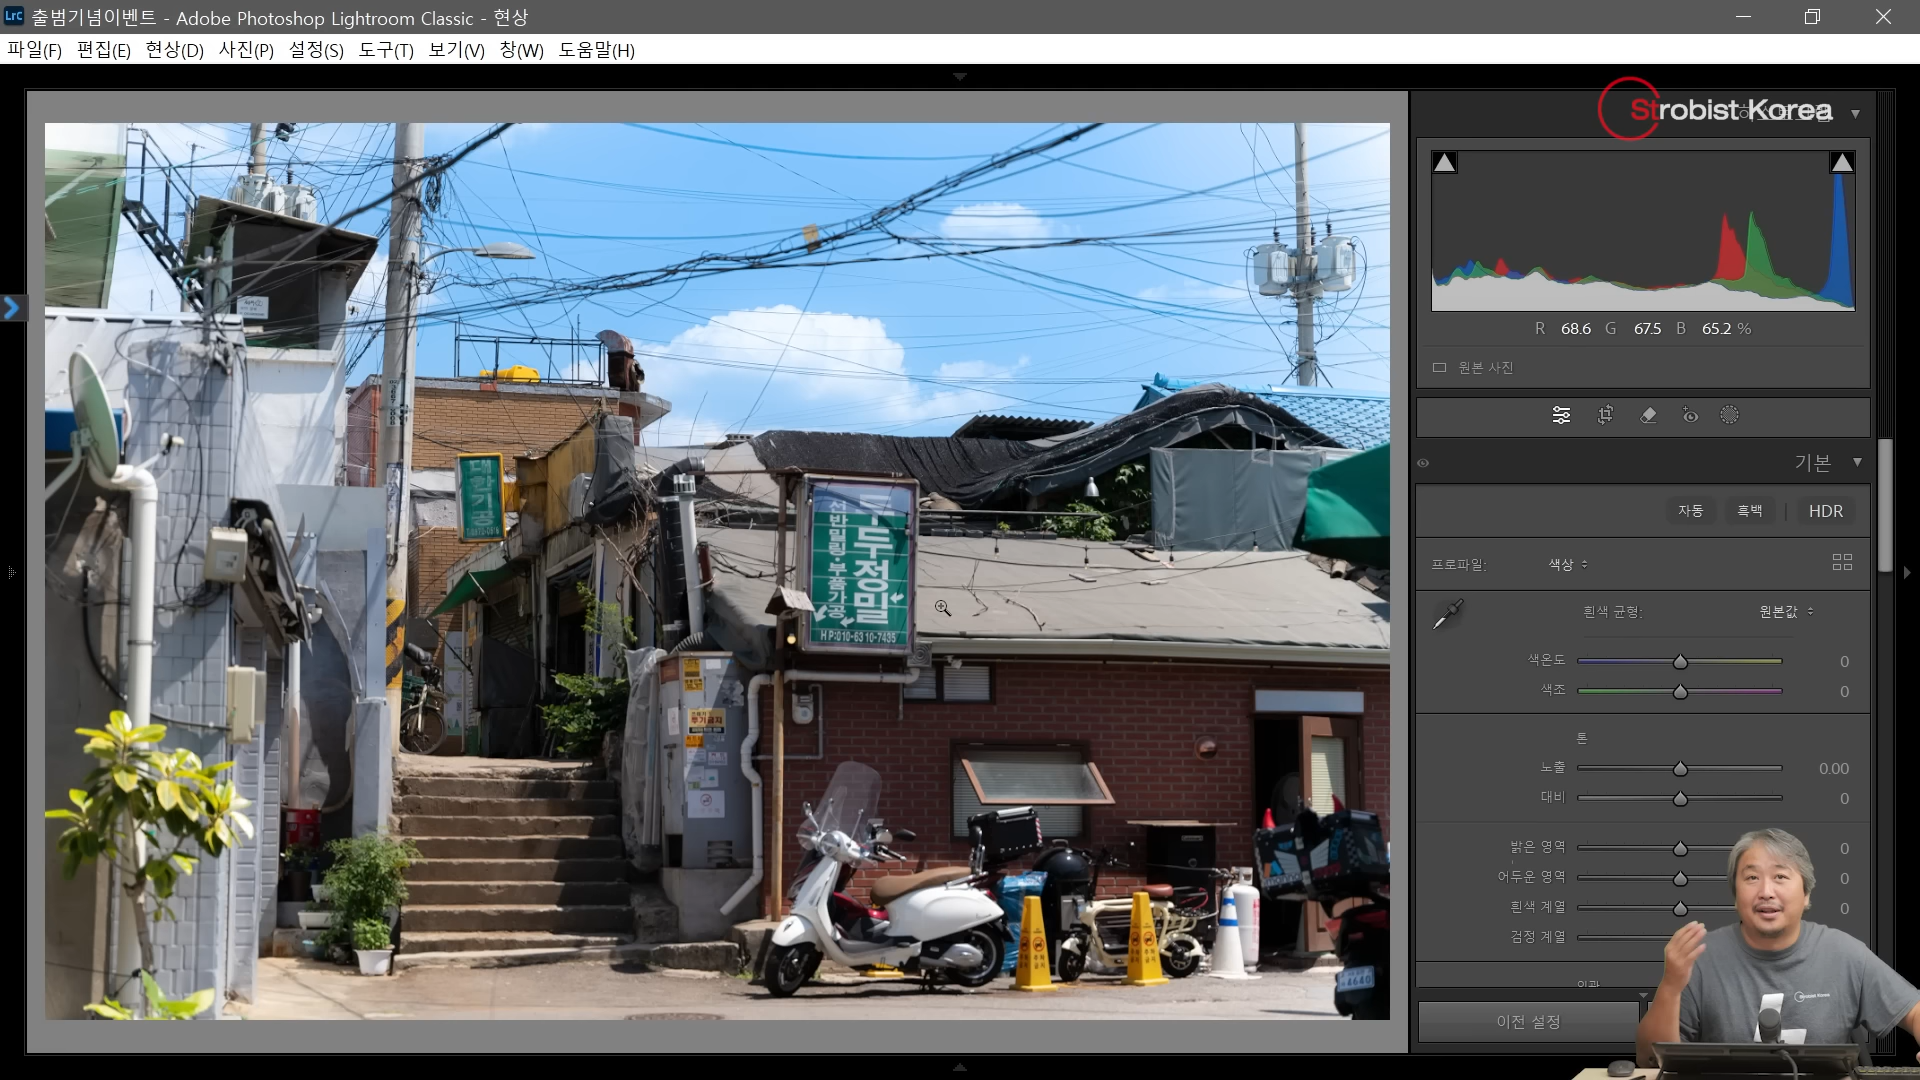 LrC 출범기념이벤트 - Adobe Photoshop Lightroom Classic - 현상
파일(F) 편집(E) 현상(D) 사진(P) 설정(S) 도구(T) 보기(V) 창(W) 도움말(H)
Strobist Korea
R 68.6 G 67.5 B 65.2 %
원본 사진
기본
자동 흑백 HDR
프로파일: 색상
흰색 균형: 원본값
색온도 0
색조 0
톤
노출 0.00
대비 0
밝은 영역 0
어두운 영역 0
흰색 계열 0
검정 계열
외관
이전 설정
대한기공
두정밀
선반밀링·부품가공
HP:010-6310-7435
4640